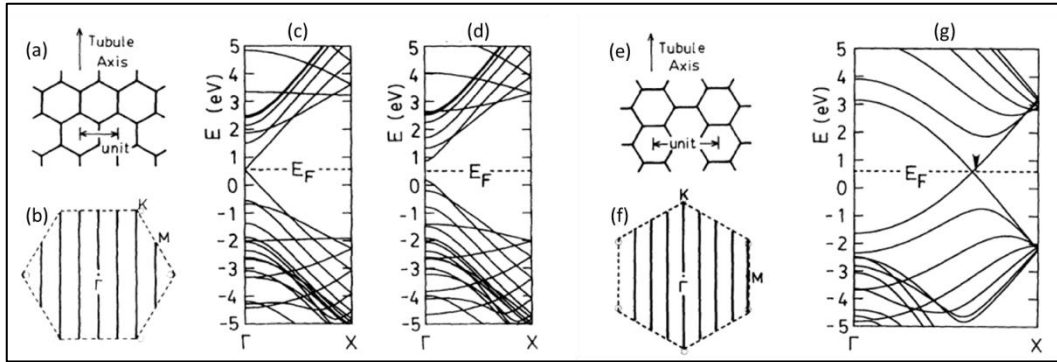 (a)
Tubule
Axis
unit
(b)
K
M
Γ
(c)
E (eV)
5
4
3
2
1
0
-1
-2
-3
-4
-5
E_F
Γ
X
(d)
E (eV)
5
4
3
2
1
0
-1
-2
-3
-4
-5
E_F
Γ
X
(e)
Tubule
Axis
unit
(f)
K
M
Γ
(g)
E (eV)
5
4
3
2
1
0
-1
-2
-3
-4
-5
E_F
Γ
X